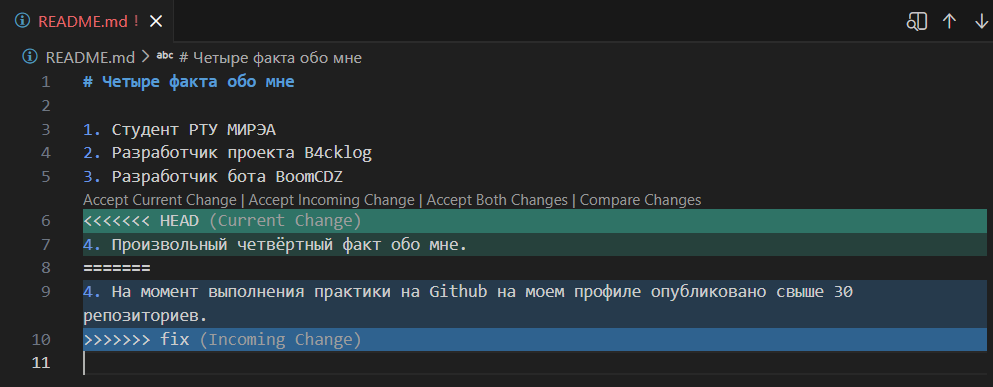 README.md !
README.md > abc # Четыре факта обо мне
1 # Четыре факта обо мне
2
3 1. Студент РТУ МИРЭА
4 2. Разработчик проекта B4cklog
5 3. Разработчик бота BoomCDZ
Accept Current Change | Accept Incoming Change | Accept Both Changes | Compare Changes
6 <<<<<<< HEAD (Current Change)
7 4. Произвольный четвёртный факт обо мне.
8 =======
9 4. На момент выполнения практики на Github на моем профиле опубликовано свыше 30
репозиториев.
10 >>>>>>> fix (Incoming Change)
11